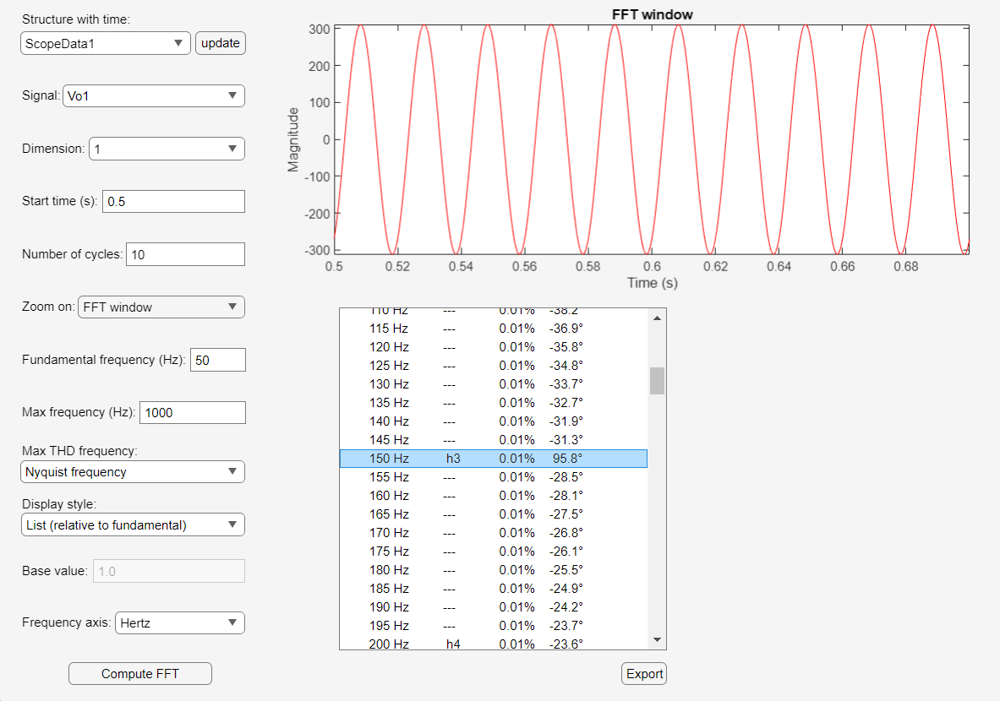 Structure with time:
ScopeData1
update
Signal: Vo1
Dimension: 1
Start time (s): 0.5
Number of cycles: 10
Zoom on: FFT window
Fundamental frequency (Hz): 50
Max frequency (Hz): 1000
Max THD frequency:
Nyquist frequency
Display style:
List (relative to fundamental)
Base value: 1.0
Frequency axis: Hertz
Compute FFT
FFT window
Magnitude
300
200
100
0
-100
-200
-300
0.5 0.52 0.54 0.56 0.58 0.6 0.62 0.64 0.66 0.68
Time (s)
110 Hz --- 0.01% -38.2°
115 Hz --- 0.01% -36.9°
120 Hz --- 0.01% -35.8°
125 Hz --- 0.01% -34.8°
130 Hz --- 0.01% -33.7°
135 Hz --- 0.01% -32.7°
140 Hz --- 0.01% -31.9°
145 Hz --- 0.01% -31.3°
150 Hz h3 0.01% 95.8°
155 Hz --- 0.01% -28.5°
160 Hz --- 0.01% -28.1°
165 Hz --- 0.01% -27.5°
170 Hz --- 0.01% -26.8°
175 Hz --- 0.01% -26.1°
180 Hz --- 0.01% -25.5°
185 Hz --- 0.01% -24.9°
190 Hz --- 0.01% -24.2°
195 Hz --- 0.01% -23.7°
200 Hz h4 0.01% -23.6°
Export